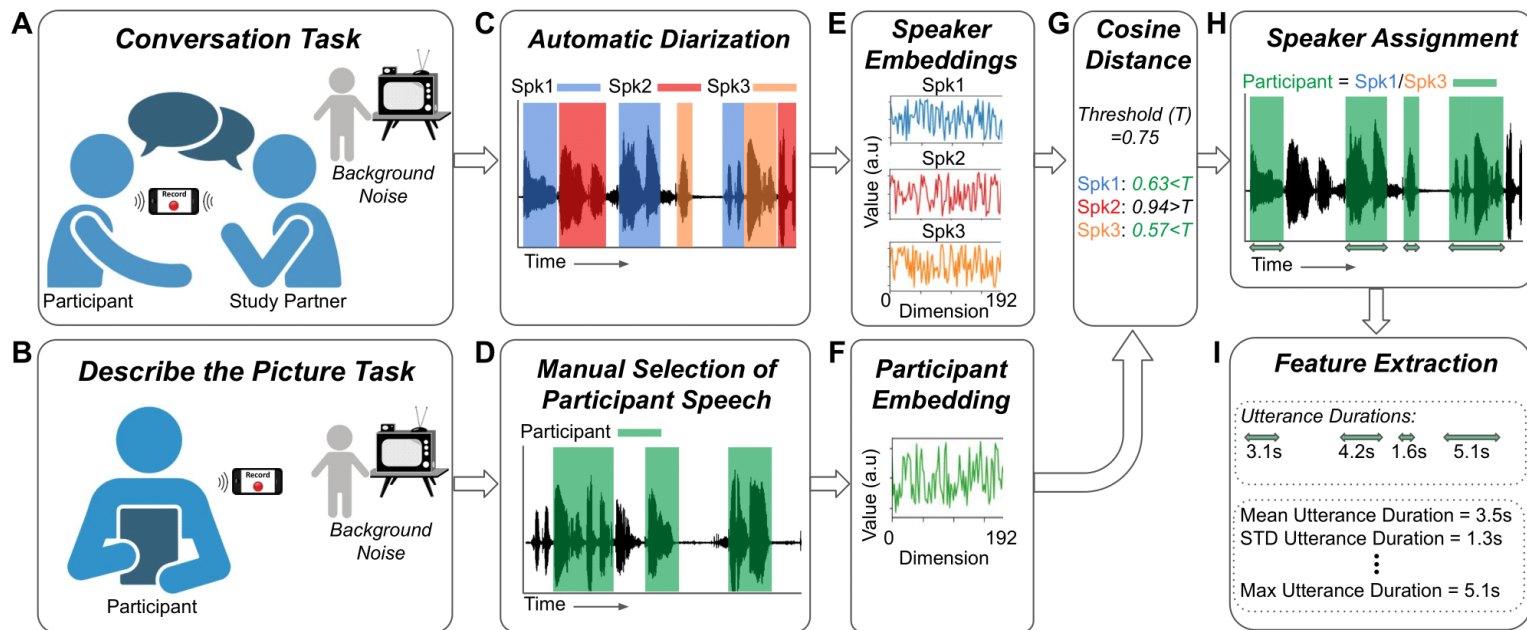 A
Conversation Task
Record
Background
Noise
Participant
Study Partner
B
Describe the Picture Task
Record
Background
Noise
Participant
C
Automatic Diarization
Spk1
Spk2
Spk3
Time
D
Manual Selection of
Participant Speech
Participant
Time
E
Speaker
Embeddings
Spk1
Spk2
Spk3
Value (a.u)
0
192
Dimension
F
Participant
Embedding
Value (a.u)
0
192
Dimension
G
Cosine
Distance
Threshold (T)
=0.75
Spk1: 0.63<T
Spk2: 0.94>T
Spk3: 0.57<T
H
Speaker Assignment
Participant = Spk1/Spk3
Time
I
Feature Extraction
Utterance Durations:
3.1s 4.2s 1.6s 5.1s
Mean Utterance Duration = 3.5s
STD Utterance Duration = 1.3s
Max Utterance Duration = 5.1s